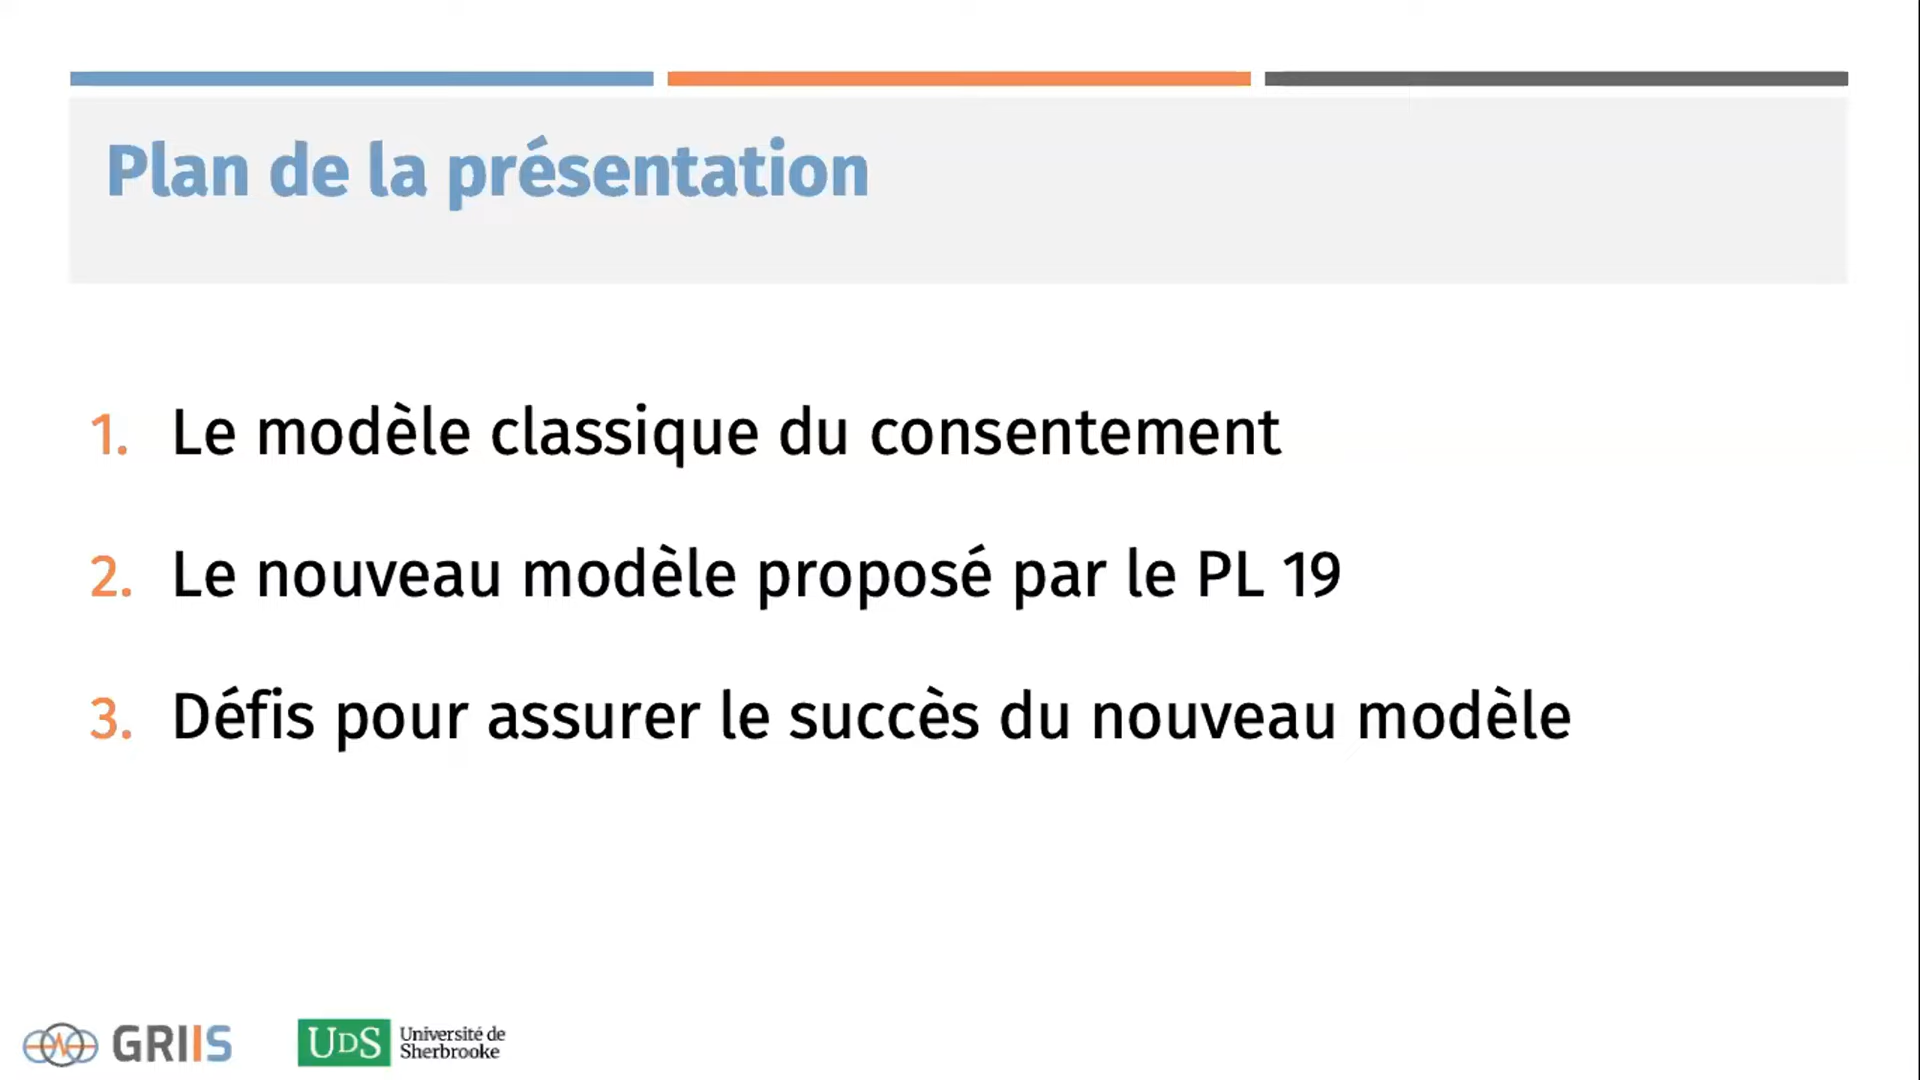 Plan de la présentation
1. Le modèle classique du consentement
2. Le nouveau modèle proposé par le PL 19
3. Défis pour assurer le succès du nouveau modèle
GRIIS
UDS Université de
Sherbrooke